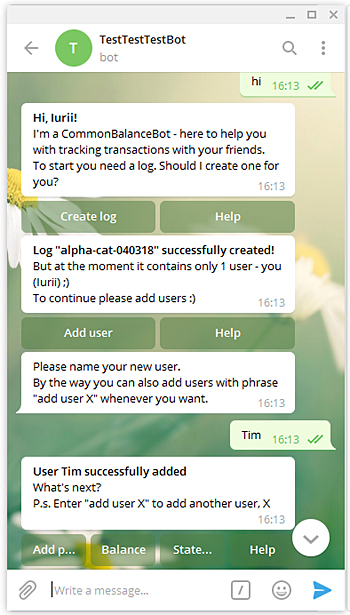 TestTestTestBot
T
bot
hi
16:13
Hi, Iurii!
I'm a CommonBalanceBot - here to help you
with tracking transactions with your friends.
To start you need a log. Should I create one for
you?
16:13
Create log
Help
Log "alpha-cat-040318" successfully created!
But at the moment it contains only 1 user - you
(Iurii) ;)
To continue please add users :)
16:13
Add user
Help
Please name your new user.
By the way you can also add users with phrase
"add user X" whenever you want.
16:13
Tim
16:13
User Tim successfully added
What's next?
P.s. Enter "add user X" to add another user, X
16:13
Add p...
Balance
State...
Help
Write a message...